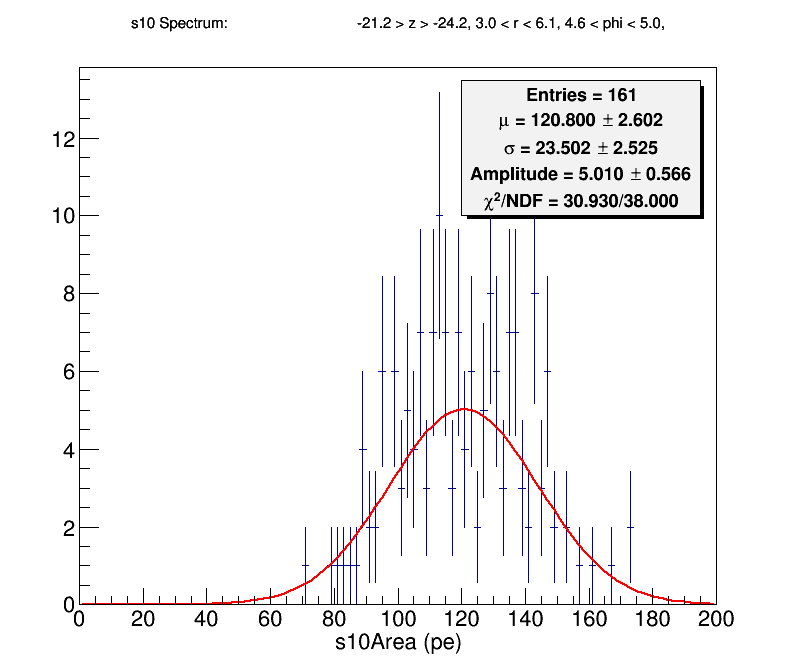 s10 Spectrum: -21.2 > z > -24.2, 3.0 < r < 6.1, 4.6 < phi < 5.0,
Entries = 161
μ = 120.800 ± 2.602
σ = 23.502 ± 2.525
Amplitude = 5.010 ± 0.566
χ²/NDF = 30.930/38.000
12
10
8
6
4
2
0
0 20 40 60 80 100 120 140 160 180 200
s10Area (pe)